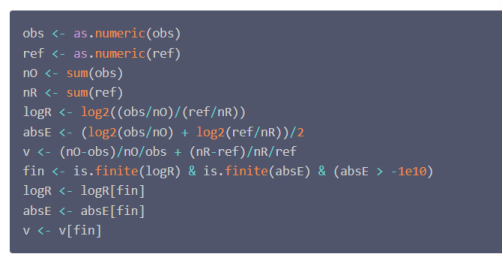 obs <- as.numeric(obs)
ref <- as.numeric(ref)
nO <- sum(obs)
nR <- sum(ref)
logR <- log2((obs/nO)/(ref/nR))
absE <- (log2(obs/nO) + log2(ref/nR))/2
v <- (nO-obs)/nO/obs + (nR-ref)/nR/ref
fin <- is.finite(logR) & is.finite(absE) & (absE > -1e10)
logR <- logR[fin]
absE <- absE[fin]
v <- v[fin]